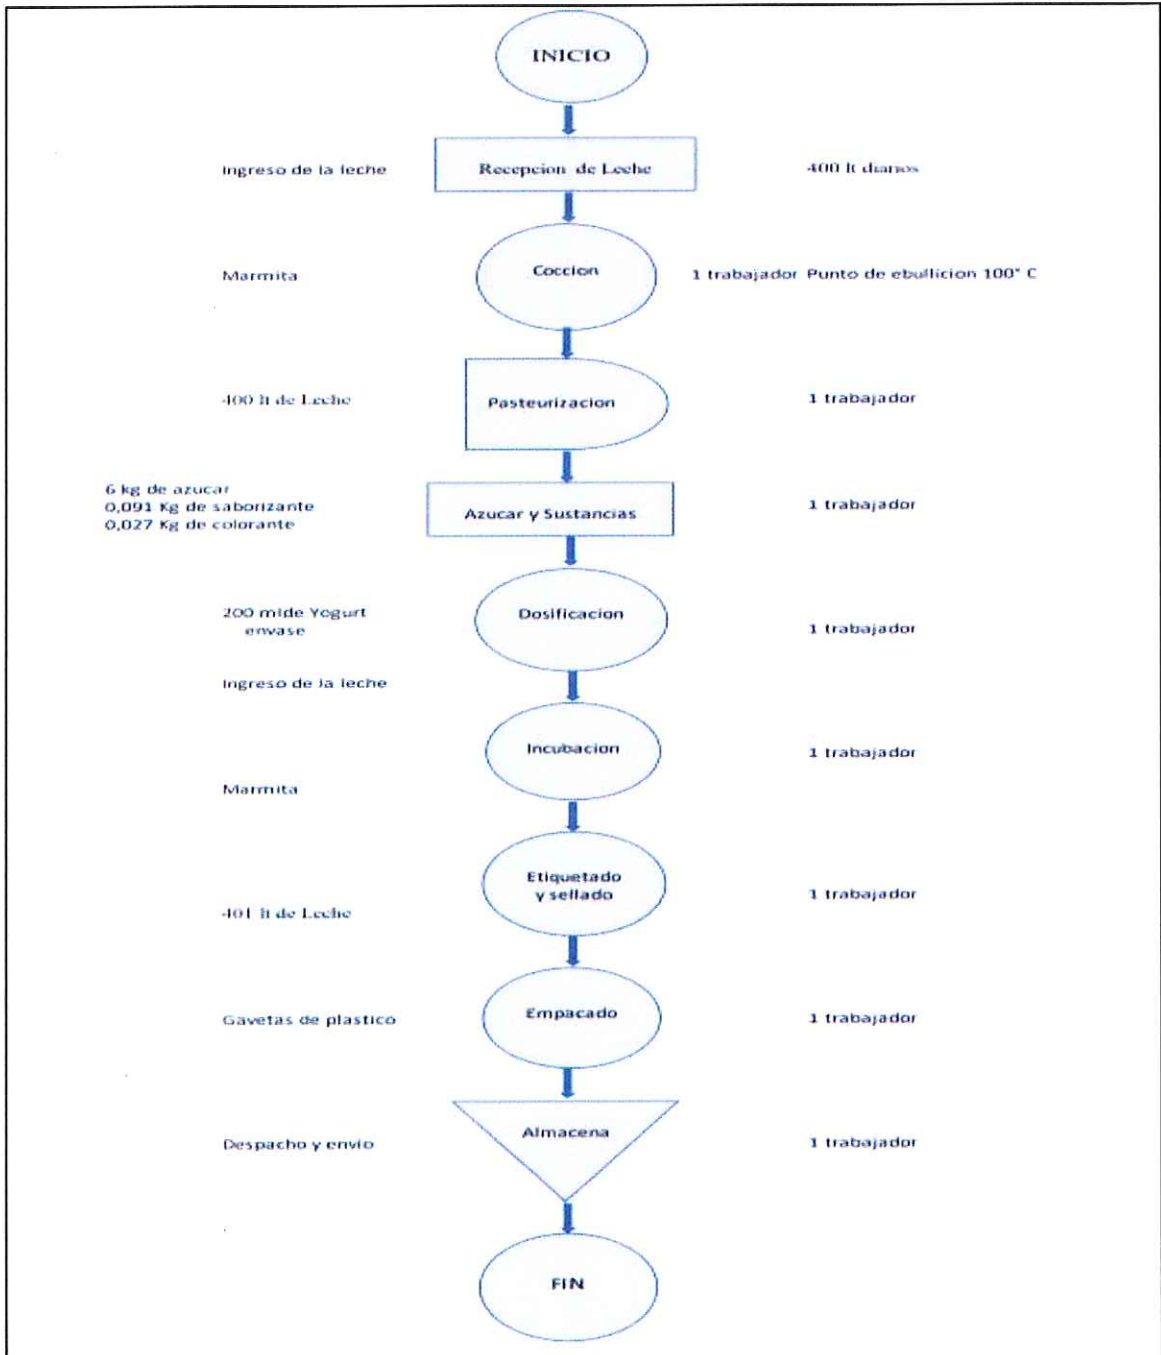 INICIO
Ingreso de la leche
Recepcion de Leche
400 lt diarios
Marmita
Coccion
1 trabajador Punto de ebullicion 100° C
400 lt de Leche
Pasteurizacion
1 trabajador
6 kg de azucar
0,091 Kg de saborizante
0,027 Kg de colorante
Azucar y Sustancias
1 trabajador
200 mlde Yogurt
envase
Dosificacion
1 trabajador
Ingreso de la leche
Incubacion
1 trabajador
Marmita
Etiquetado
y sellado
1 trabajador
401 lt de Leche
Gavetas de plastico
Empacado
1 trabajador
Despacho y envio
Almacena
1 trabajador
FIN